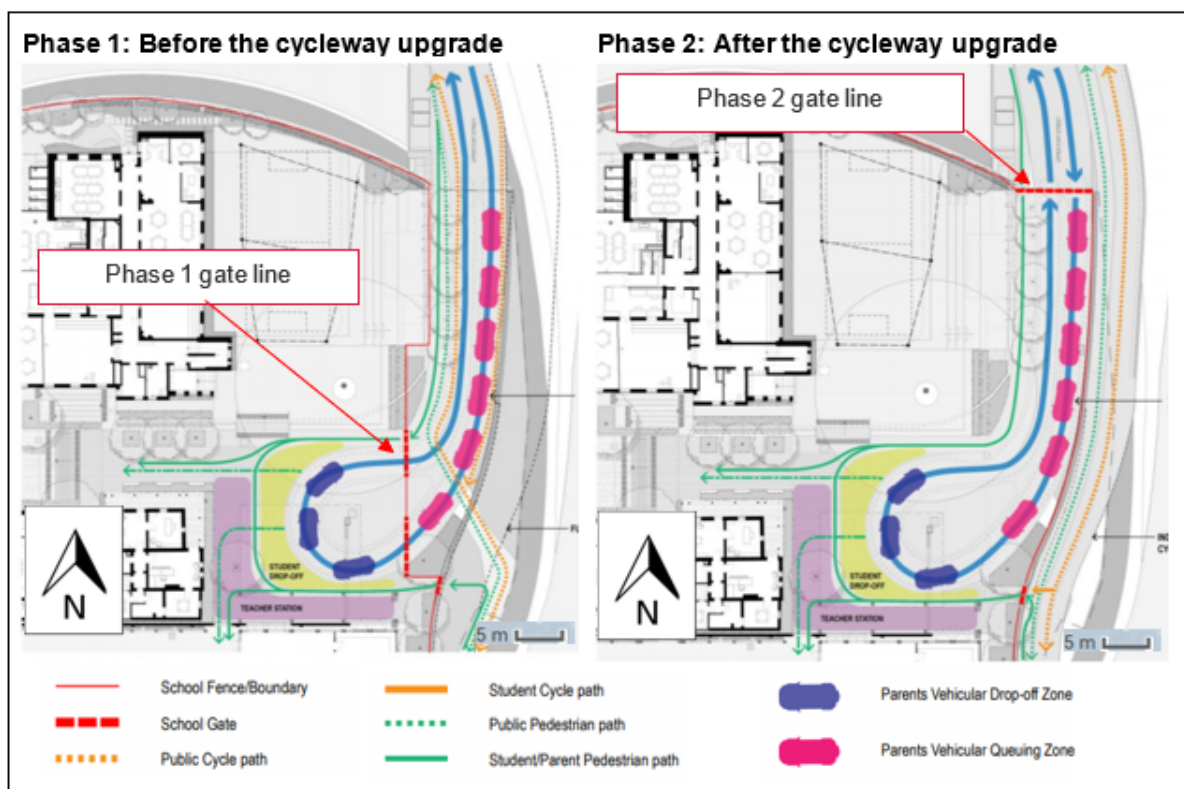 Phase 1: Before the cycleway upgrade
Phase 2: After the cycleway upgrade
Phase 2 gate line
Phase 1 gate line
STUDENT
DROP-OFF
TEACHER STATION
N
5 m
STUDENT
DROP-OFF
TEACHER STATION
N
5 m
School Fence/Boundary
School Gate
Public Cycle path
Student Cycle path
Public Pedestrian path
Student/Parent Pedestrian path
Parents Vehicular Drop-off Zone
Parents Vehicular Queuing Zone